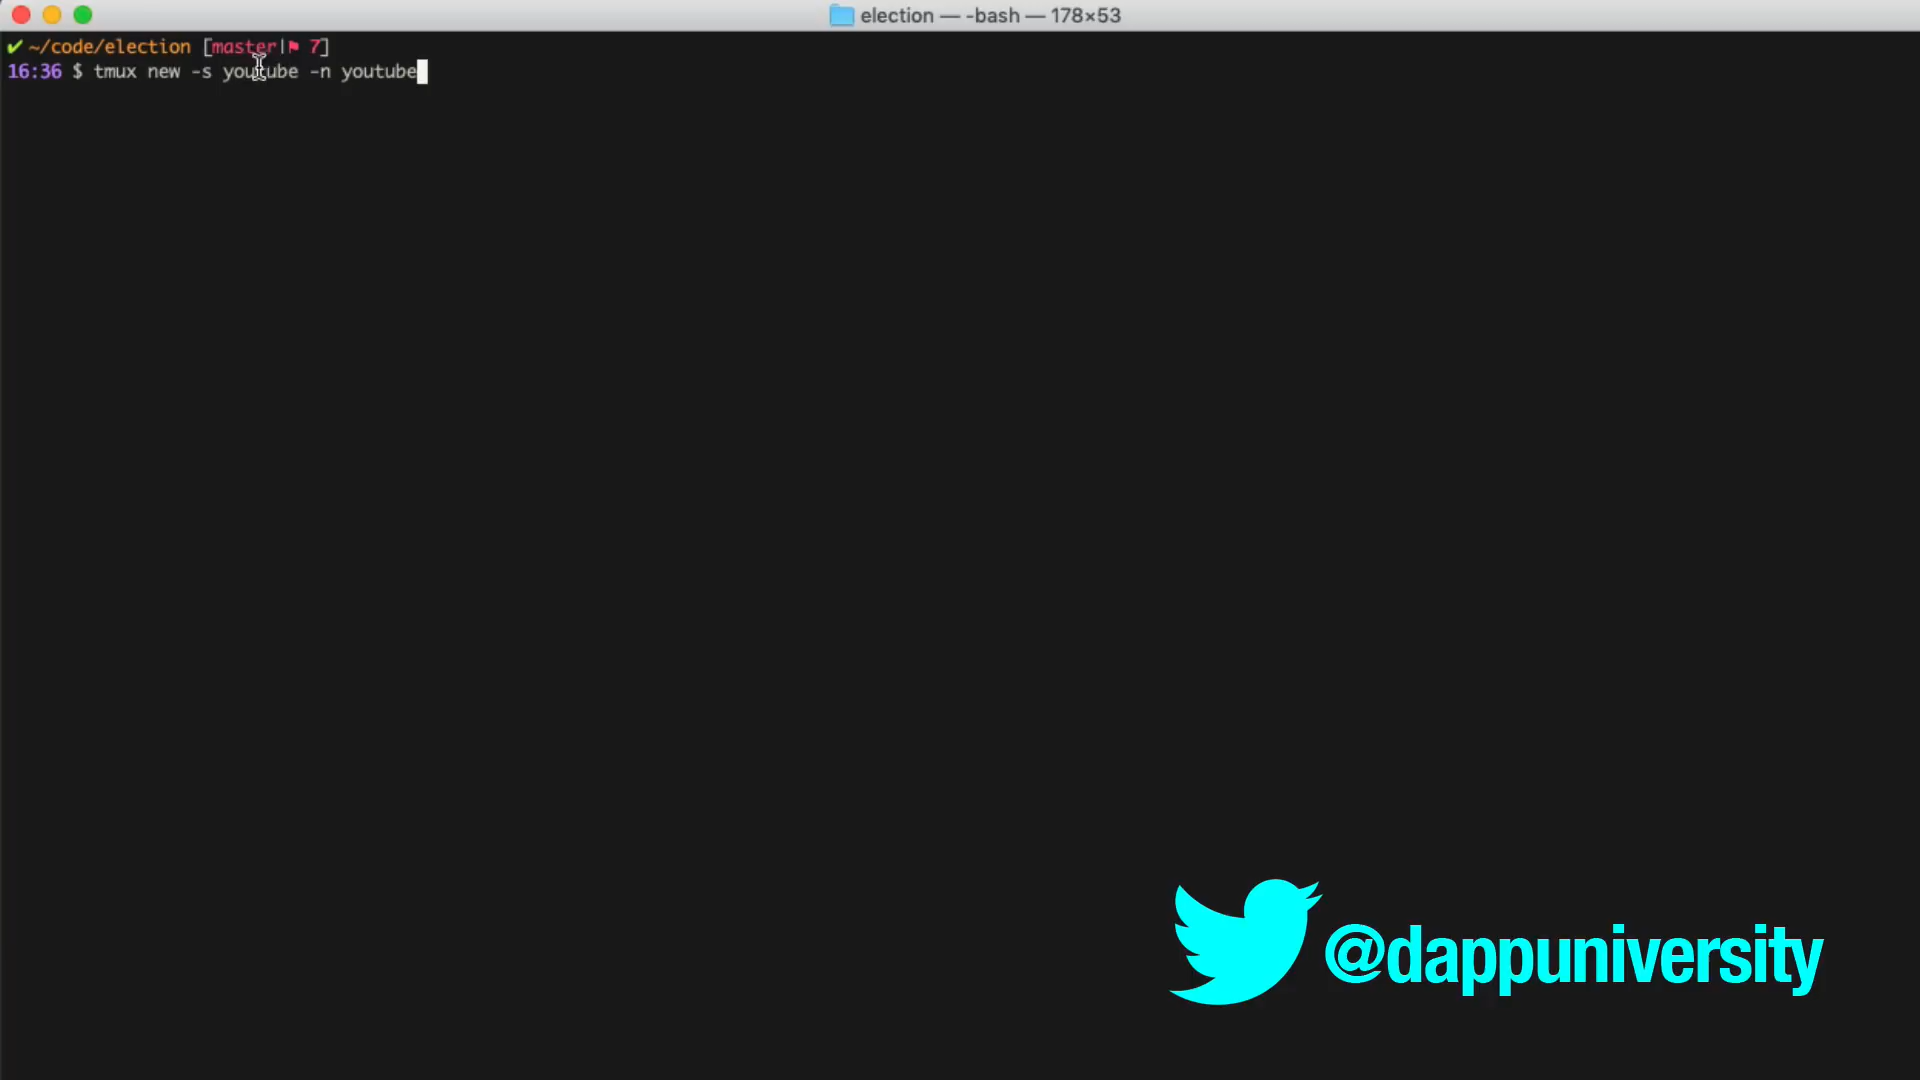 election — -bash — 178×53
✔ ~/code/election [master|⚑ 7]
16:36 $ tmux new -s youtube -n youtube
@dappuniversity